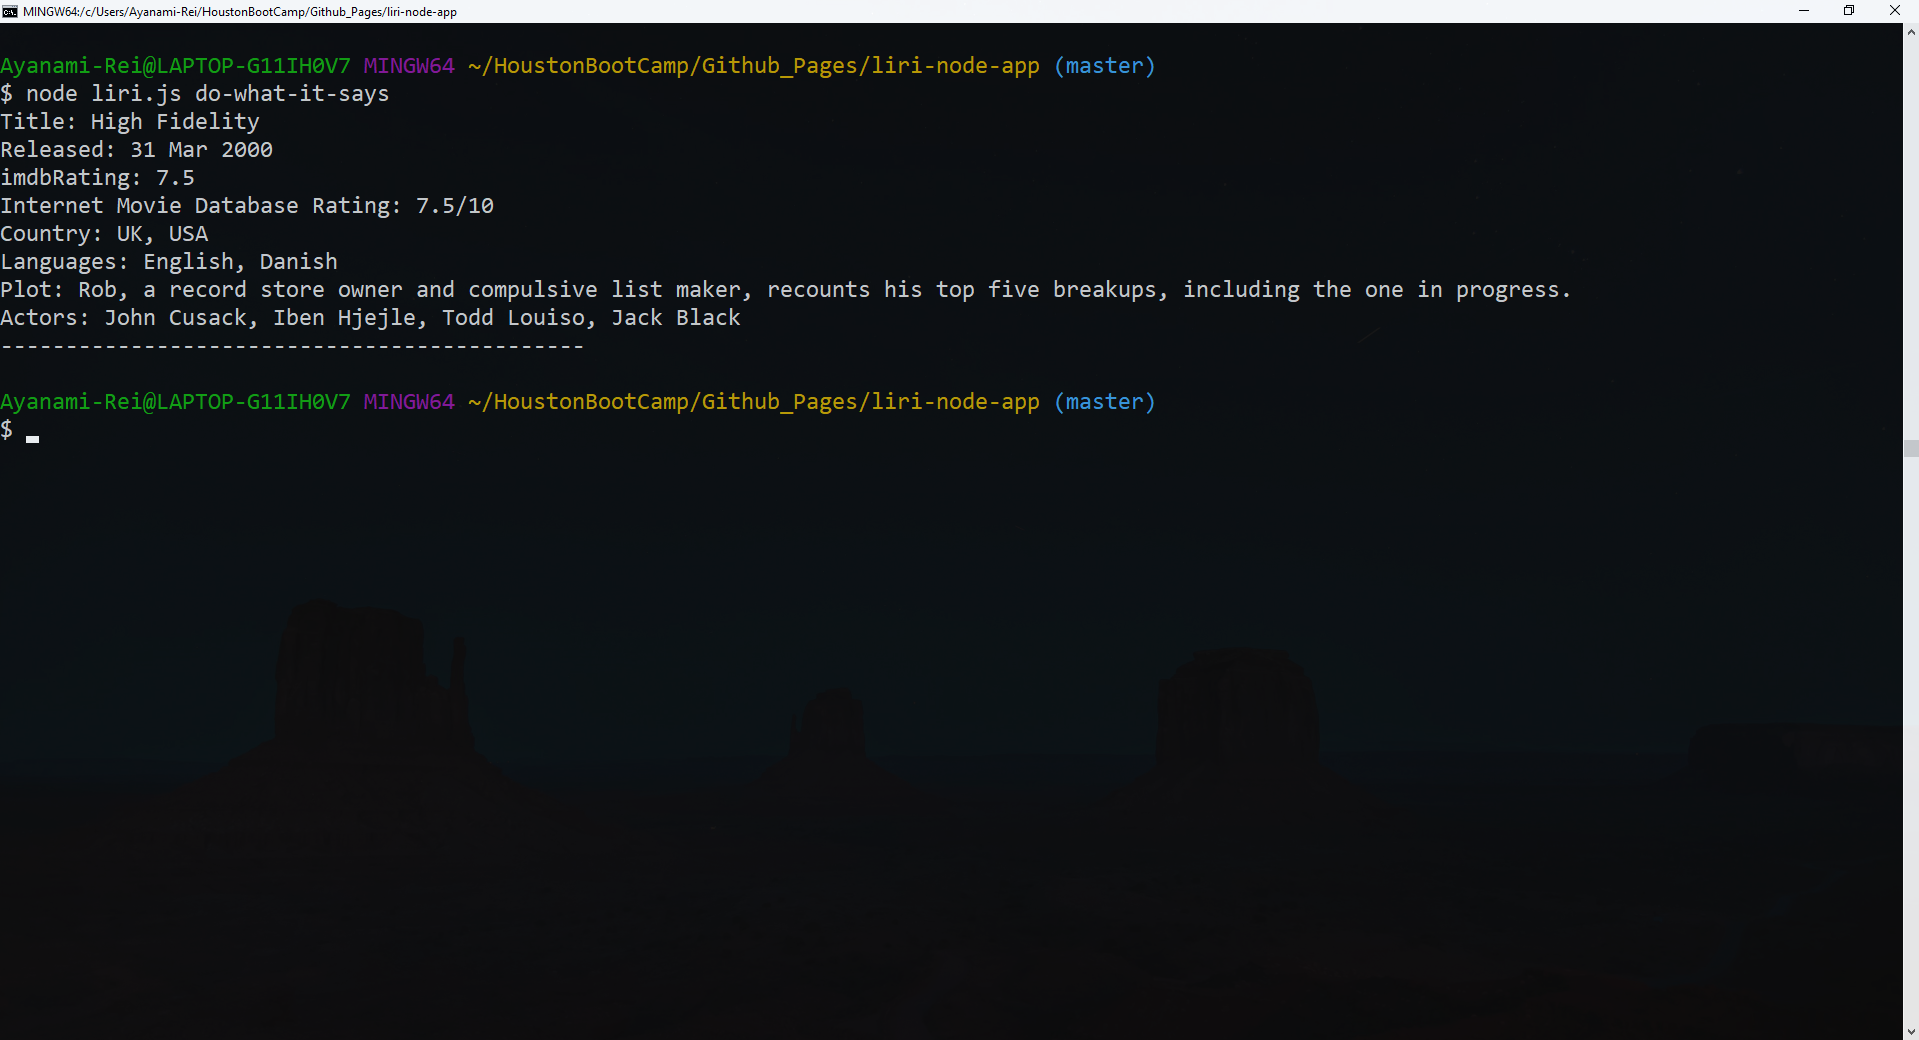 MINGW64:/c/Users/Ayanami-Rei/HoustonBootCamp/Github_Pages/liri-node-app
Ayanami-Rei@LAPTOP-G11IH0V7 MINGW64 ~/HoustonBootCamp/Github_Pages/liri-node-app (master)
$ node liri.js do-what-it-says
Title: High Fidelity
Released: 31 Mar 2000
imdbRating: 7.5
Internet Movie Database Rating: 7.5/10
Country: UK, USA
Languages: English, Danish
Plot: Rob, a record store owner and compulsive list maker, recounts his top five breakups, including the one in progress.
Actors: John Cusack, Iben Hjejle, Todd Louiso, Jack Black
---------------------------------------------
Ayanami-Rei@LAPTOP-G11IH0V7 MINGW64 ~/HoustonBootCamp/Github_Pages/liri-node-app (master)
$